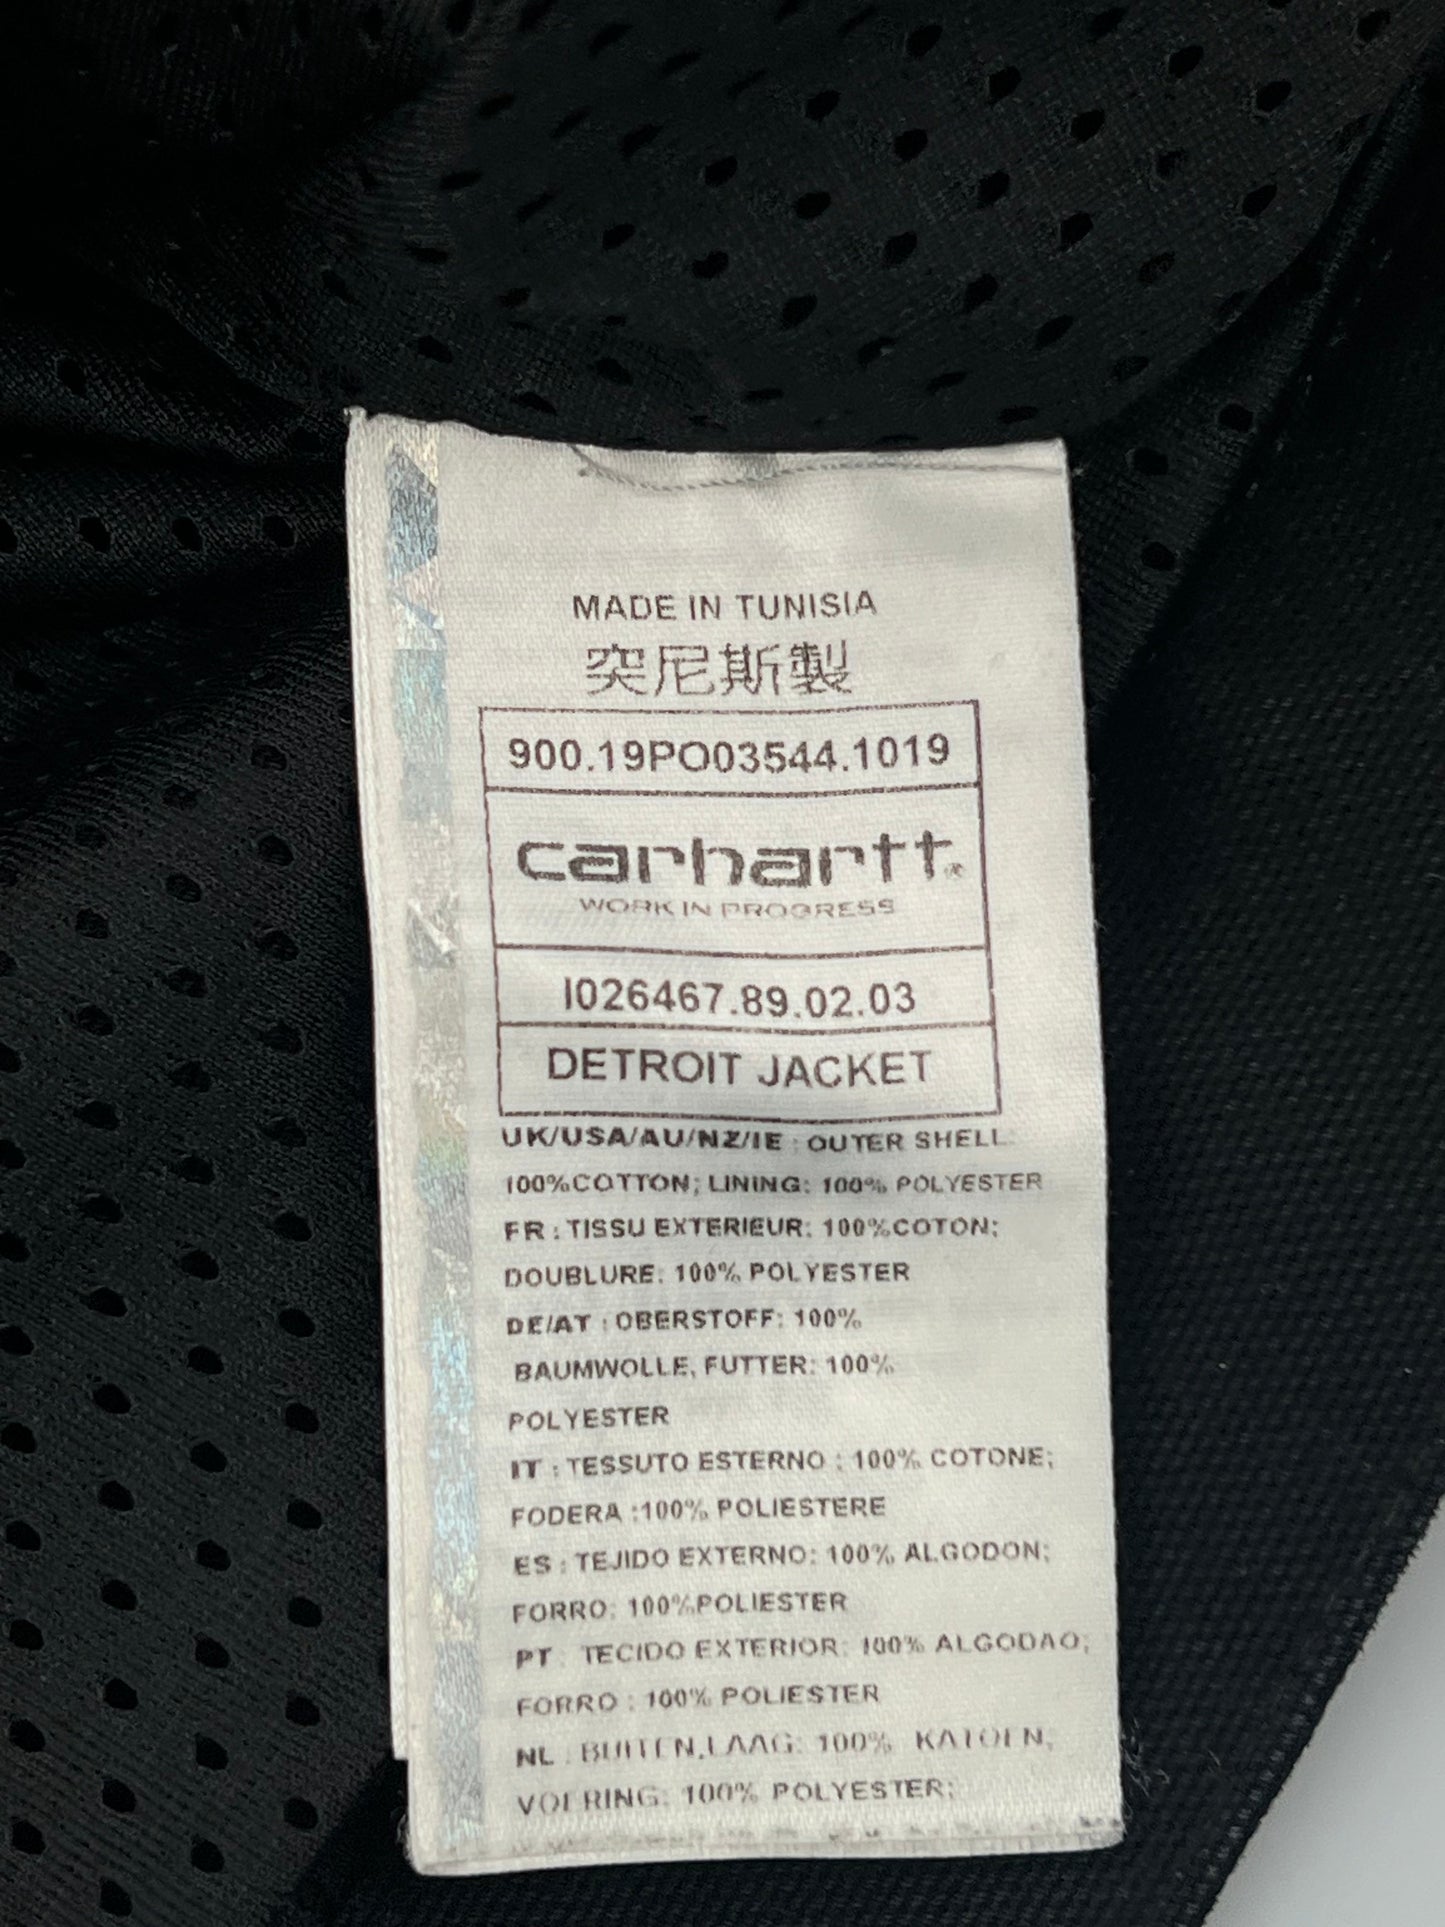 MADE IN TUNISIA
突尼斯製
900.19PO03544.1019
carhartt®
WORK IN PROGRESS
I026467.89.02.03
DETROIT JACKET
UK/USA/AU/NZ/IE : OUTER SHELL:
100%COTTON; LINING: 100% POLYESTER
FR : TISSU EXTERIEUR: 100%COTON;
DOUBLURE: 100% POLYESTER
DE/AT : OBERSTOFF: 100%
BAUMWOLLE, FUTTER: 100%
POLYESTER
IT : TESSUTO ESTERNO : 100% COTONE;
FODERA :100% POLIESTERE
ES : TEJIDO EXTERNO: 100% ALGODON;
FORRO: 100%POLIESTER
PT : TECIDO EXTERIOR: 100% ALGODAO;
FORRO : 100% POLIESTER
NL : BUITEN,LAAG: 100% KATOEN;
VOERING: 100% POLYESTER;